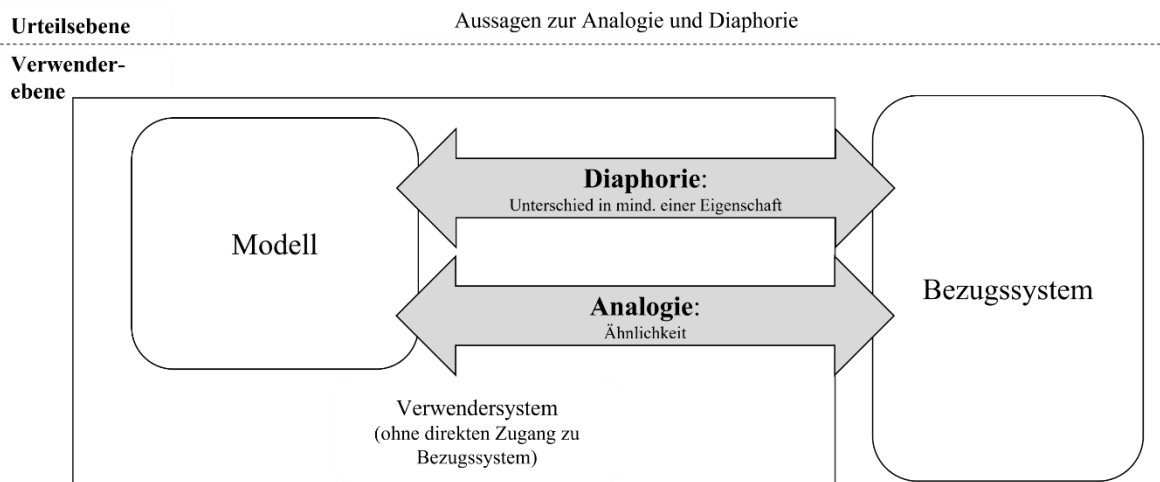 Urteilsebene
Aussagen zur Analogie und Diaphorie
Verwender-
ebene
Diaphorie:
Unterschied in mind. einer Eigenschaft
Modell
Bezugssystem
Analogie:
Ähnlichkeit
Verwendersystem
(ohne direkten Zugang zu
Bezugssystem)